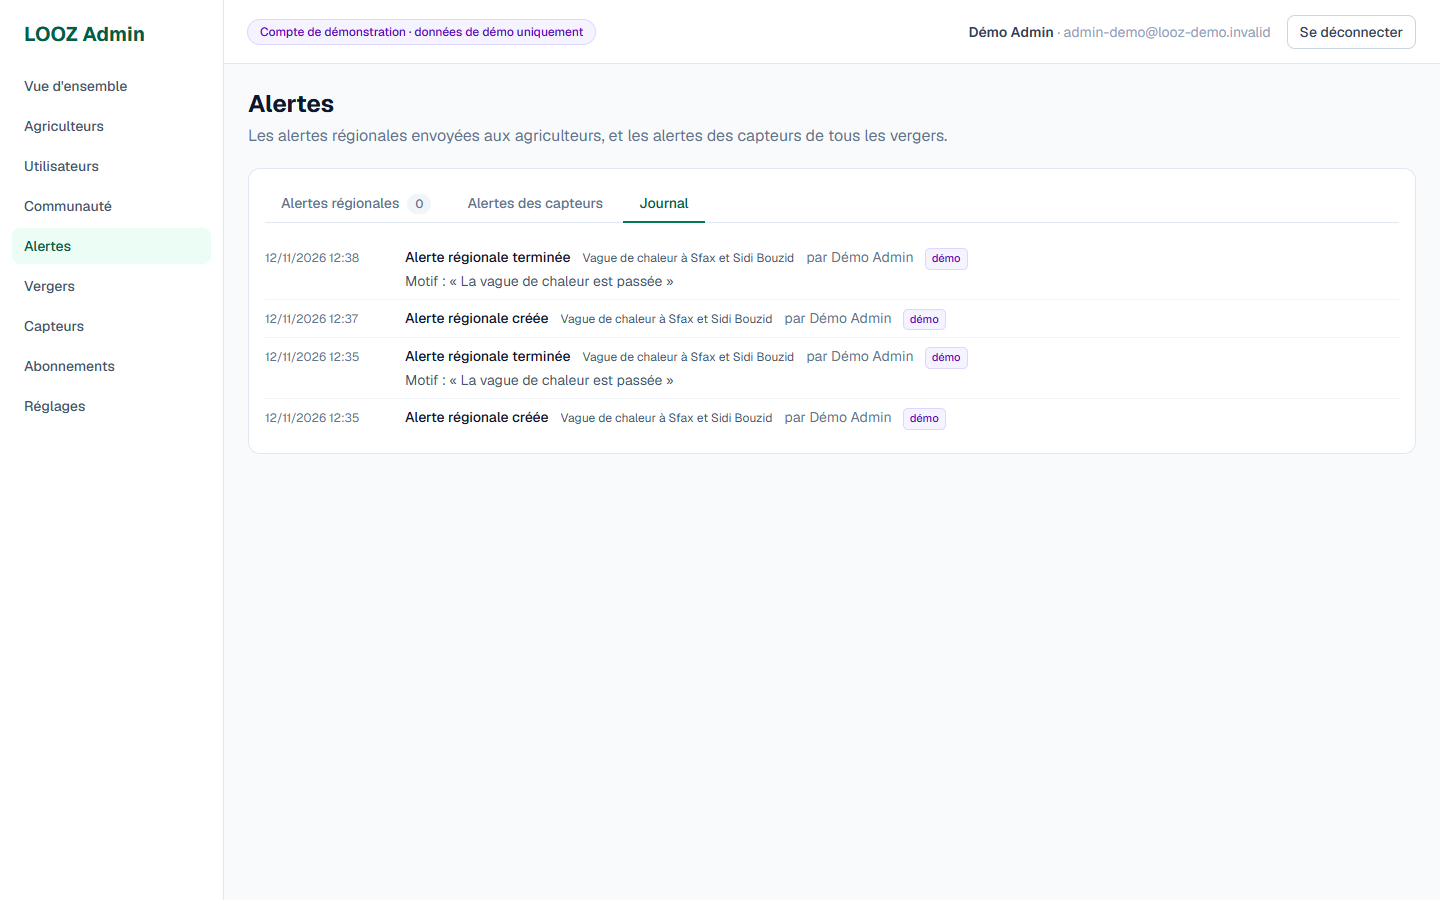 LOOZ Admin
Compte de démonstration · données de démo uniquement
Démo Admin · admin-demo@looz-demo.invalid
Se déconnecter
Vue d'ensemble
Agriculteurs
Utilisateurs
Communauté
Alertes
Vergers
Capteurs
Abonnements
Réglages
Alertes
Les alertes régionales envoyées aux agriculteurs, et les alertes des capteurs de tous les vergers.
Alertes régionales 0
Alertes des capteurs
Journal
12/11/2026 12:38 Alerte régionale terminée Vague de chaleur à Sfax et Sidi Bouzid par Démo Admin démo
Motif : « La vague de chaleur est passée »
12/11/2026 12:37 Alerte régionale créée Vague de chaleur à Sfax et Sidi Bouzid par Démo Admin démo
12/11/2026 12:35 Alerte régionale terminée Vague de chaleur à Sfax et Sidi Bouzid par Démo Admin démo
Motif : « La vague de chaleur est passée »
12/11/2026 12:35 Alerte régionale créée Vague de chaleur à Sfax et Sidi Bouzid par Démo Admin démo